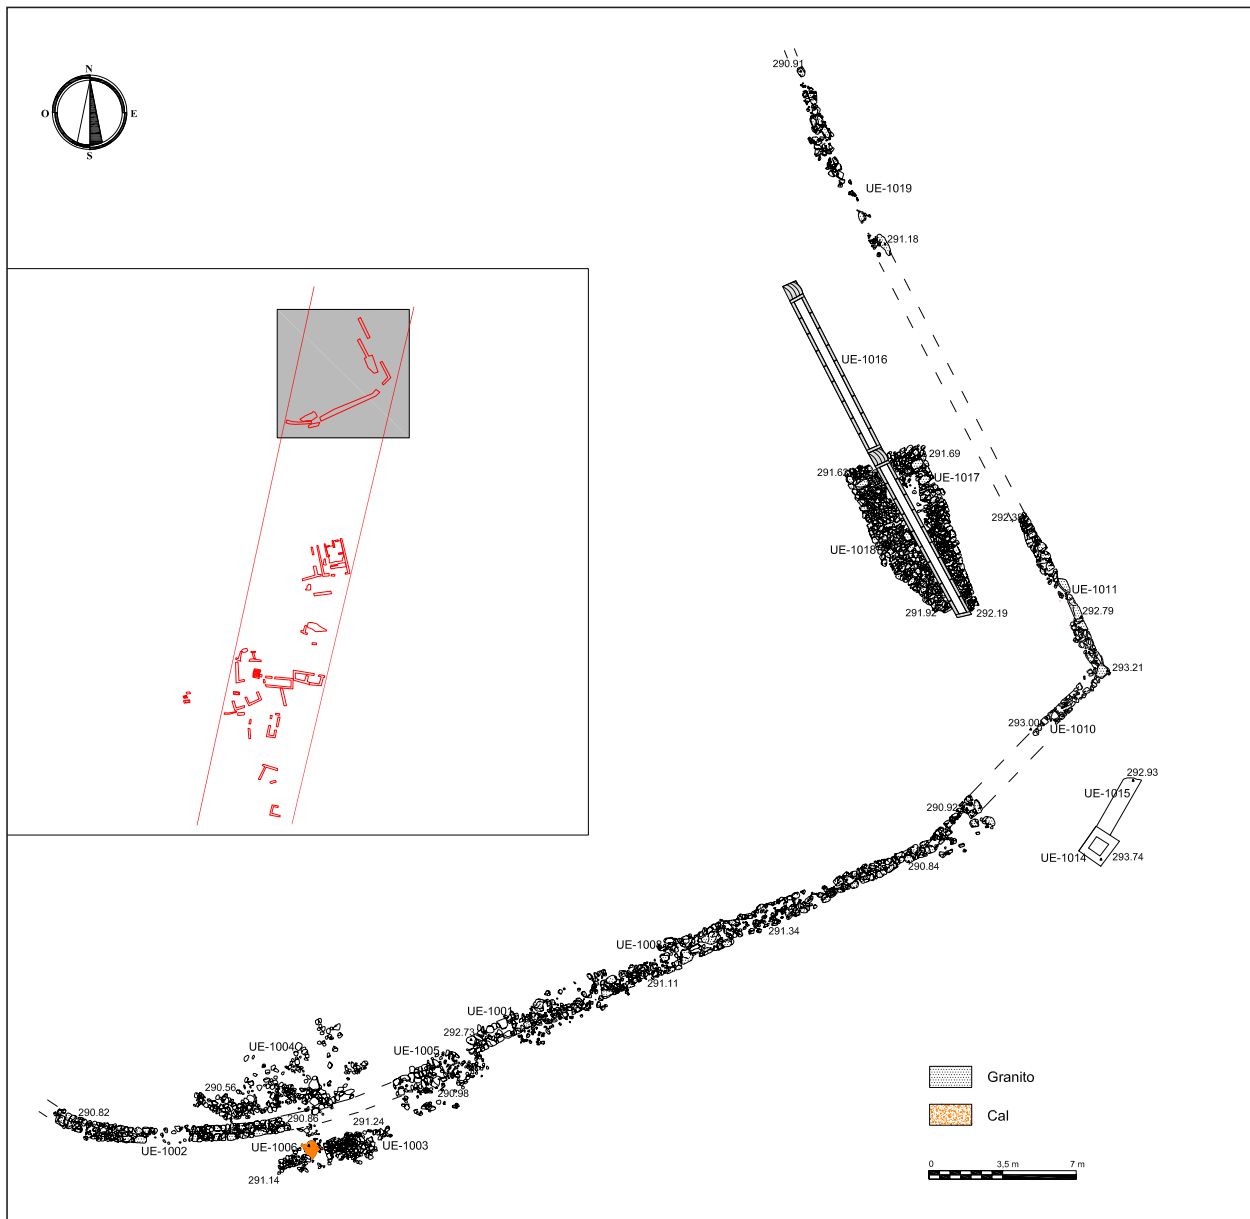 N
O
E
S
290.91
UE-1019
291.18
UE-1016
291.69
291.62
UE-1017
292.38
UE-1018
UE-1011
291.92
292.19
292.79
293.21
293.00
UE-1010
292.93
UE-1015
290.92
UE-1014
293.74
290.84
291.34
UE-1008
291.11
UE-1001
292.73
UE-1004
UE-1005
290.56
290.98
290.82
290.86
291.24
UE-1002
UE-1006
UE-1003
291.14
Granito
Cal
0 3,5 m 7 m